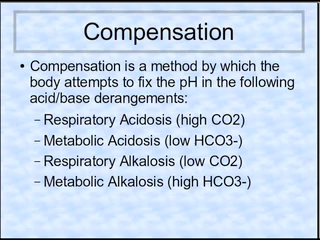 Compensation
• Compensation is a method by which the
body attempts to fix the pH in the following
acid/base derangements:
– Respiratory Acidosis (high CO2)
– Metabolic Acidosis (low HCO3-)
– Respiratory Alkalosis (low CO2)
– Metabolic Alkalosis (high HCO3-)